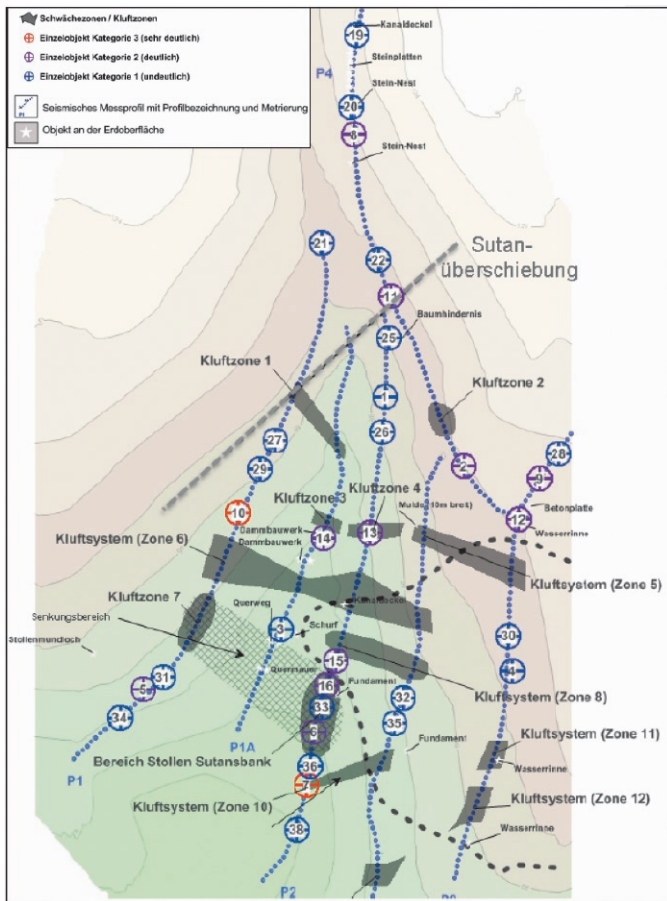 Schwächezonen / Kluftzonen
Einzelobjekt Kategorie 3 (sehr deutlich)
Einzelobjekt Kategorie 2 (deutlich)
Einzelobjekt Kategorie 1 (undeutlich)
Seismisches Messprofil mit Profilbezeichnung und Metrierung
Objekt an der Erdoberfläche
Kanaldeckel
19
Steinplatten
P4
Stein-Nest
20
8
Stein-Nest
21
Sutan-
überschiebung
22
11
Baumhindernis
25
Kluftzone 1
Kluftzone 2
1
26
27
28
29
2
9
10
Kluftzone 3
Kluftzone 4
Mulde (10m breit)
Betonplatte
12
Wasserrinne
Dammbauwerk
Dammbauwerk
14
13
Kluftsystem (Zone 6)
Kluftsystem (Zone 5)
Kluftzone 7
Kanaldeckel
Querweg
Senkungsbereich
3
Schurf
30
Stollenmundloch
Quermauer
15
4
31
5
16
Fundament
Kluftsystem (Zone 8)
32
34
33
35
P1A
6
Kluftsystem (Zone 11)
P1
Bereich Stollen Sutansbank
Fundament
36
Wasserrinne
7
Kluftsystem (Zone 10)
Kluftsystem (Zone 12)
38
Wasserrinne
P2